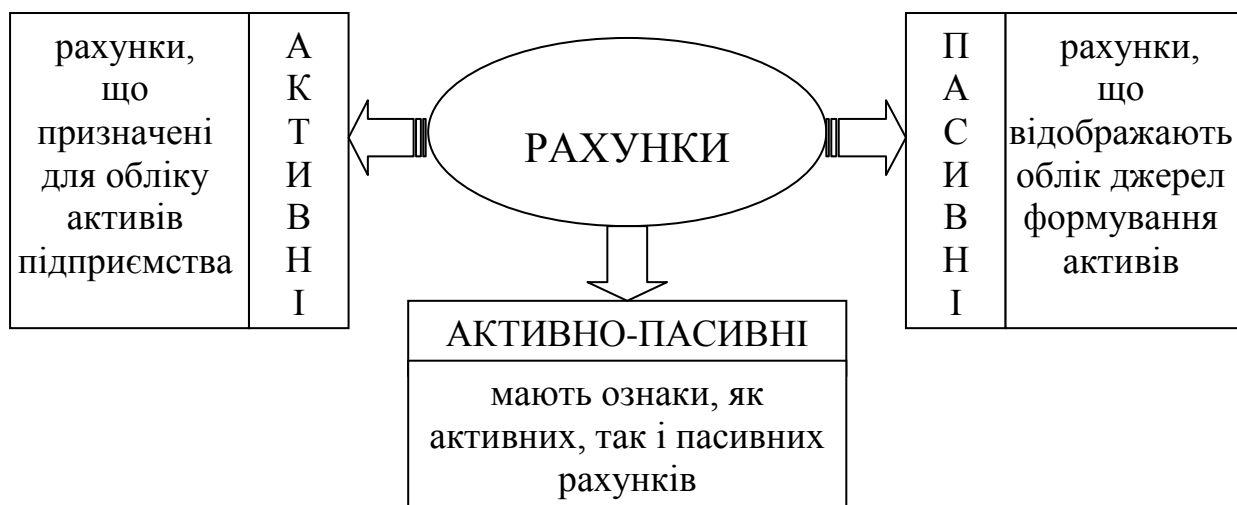 рахунки,
що
призначені
для обліку
активів
підприємства
А
К
Т
И
В
Н
І
РАХУНКИ
П
А
С
И
В
Н
І
рахунки,
що
відображають
облік джерел
формування
активів
АКТИВНО-ПАСИВНІ
мають ознаки, як
активних, так і пасивних
рахунків